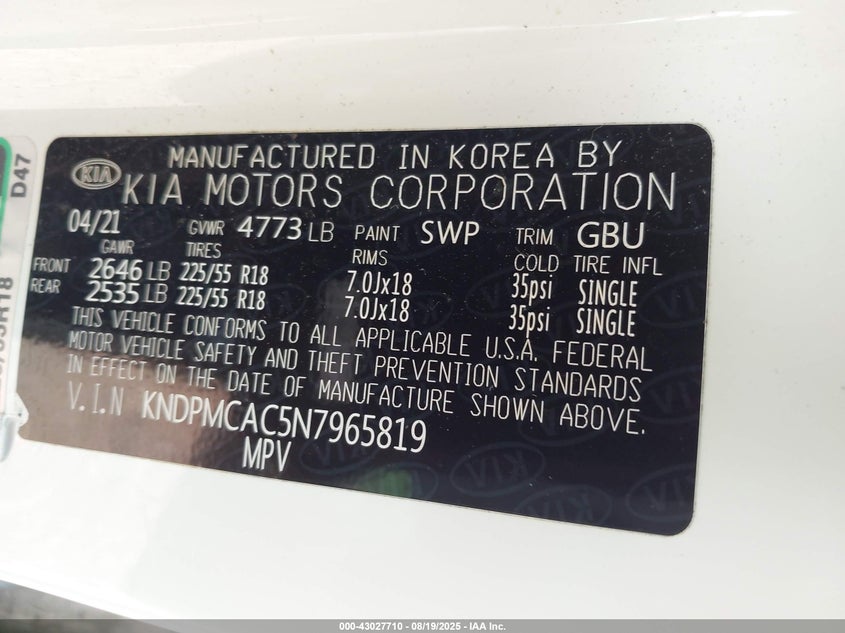 MANUFACTURED IN KOREA BY
KIA KIA MOTORS CORPORATION
04/21 GVWR 4773 LB PAINT SWP TRIM GBU
GAWR TIRES RIMS COLD TIRE INFL
FRONT 2646 LB 225/55 R18 7.0Jx18 35psi SINGLE
REAR 2535 LB 225/55 R18 7.0Jx18 35psi SINGLE
THIS VEHICLE CONFORMS TO ALL APPLICABLE U.S.A. FEDERAL
MOTOR VEHICLE SAFETY AND THEFT PREVENTION STANDARDS
IN EFFECT ON THE DATE OF MANUFACTURE SHOWN ABOVE.
V.I.N KNDPMCAC5N7965819
MPV
D47
000-43027710 - 08/19/2025 - IAA Inc.